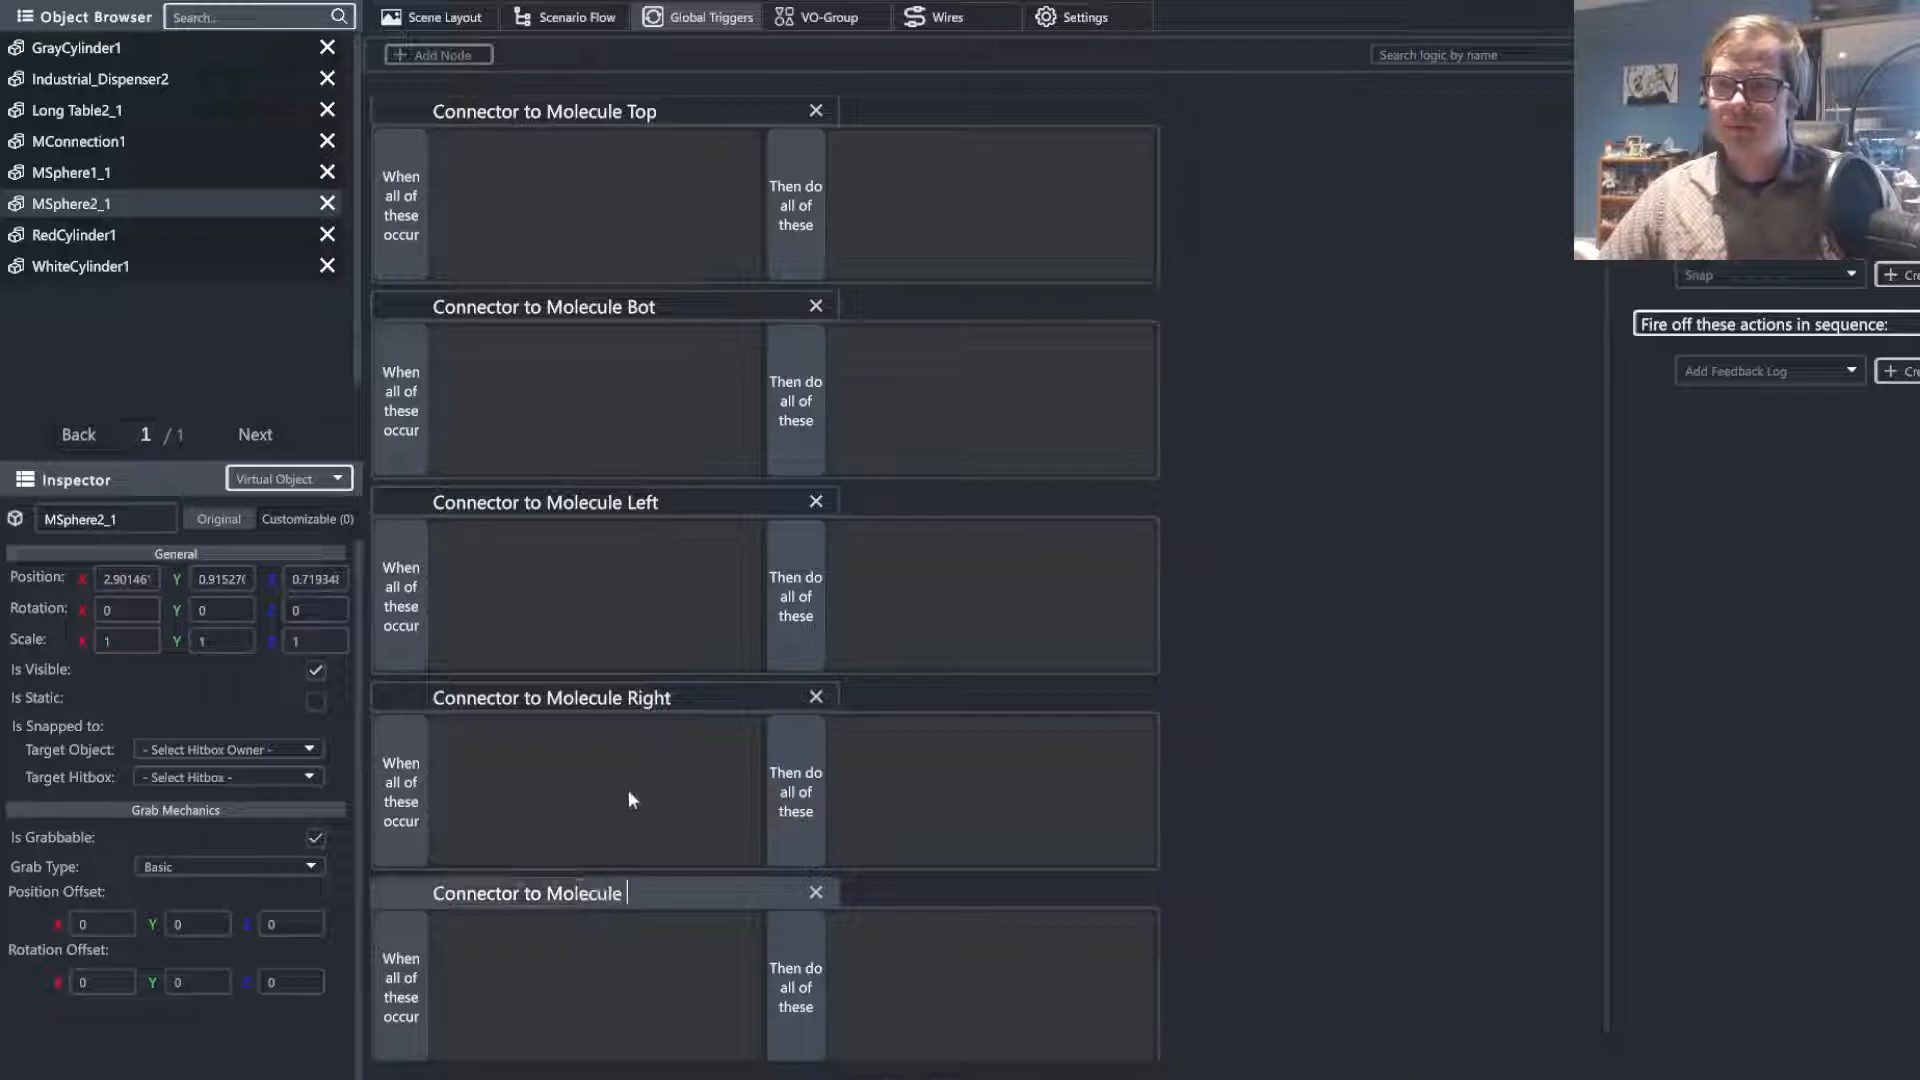 Object Browser
Search..
Scene Layout
Scenario Flow
Global Triggers
VO-Group
Wires
Settings
GrayCylinder1
Industrial_Dispenser2
Long Table2_1
MConnection1
MSphere1_1
MSphere2_1
RedCylinder1
WhiteCylinder1
Back 1 / 1 Next
Inspector
Virtual Object
MSphere2_1
Original
Customizable (0)
General
Position: X 2.90146 Y 0.91527 Z 0.71934
Rotation: X 0 Y 0 Z 0
Scale: X 1 Y 1 Z 1
Is Visible:
Is Static:
Is Snapped to:
Target Object: - Select Hitbox Owner -
Target Hitbox: - Select Hitbox -
Grab Mechanics
Is Grabbable:
Grab Type: Basic
Position Offset:
X 0 Y 0 Z 0
Rotation Offset:
X 0 Y 0 Z 0
+ Add Node
Search logic by name
Connector to Molecule Top
When
all of
these
occur
Then do
all of
these
Connector to Molecule Bot
When
all of
these
occur
Then do
all of
these
Connector to Molecule Left
When
all of
these
occur
Then do
all of
these
Connector to Molecule Right
When
all of
these
occur
Then do
all of
these
Connector to Molecule
When
all of
these
occur
Then do
all of
these
Snap
+ Cre
Fire off these actions in sequence:
Add Feedback Log
+ Cre